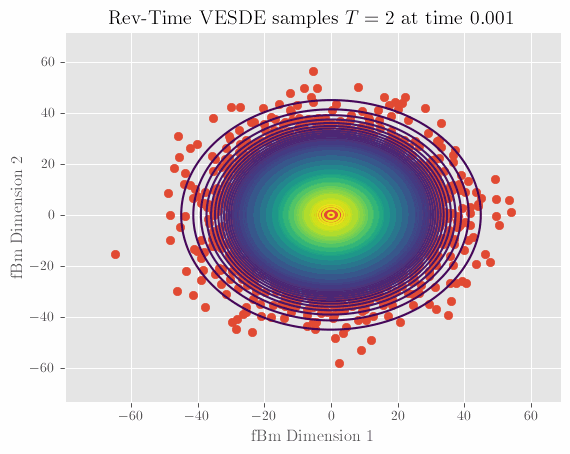 Rev-Time VESDE samples T = 2 at time 0.001
60
40
20
0
−20
−40
−60
fBm Dimension 2
−60 −40 −20 0 20 40 60
fBm Dimension 1